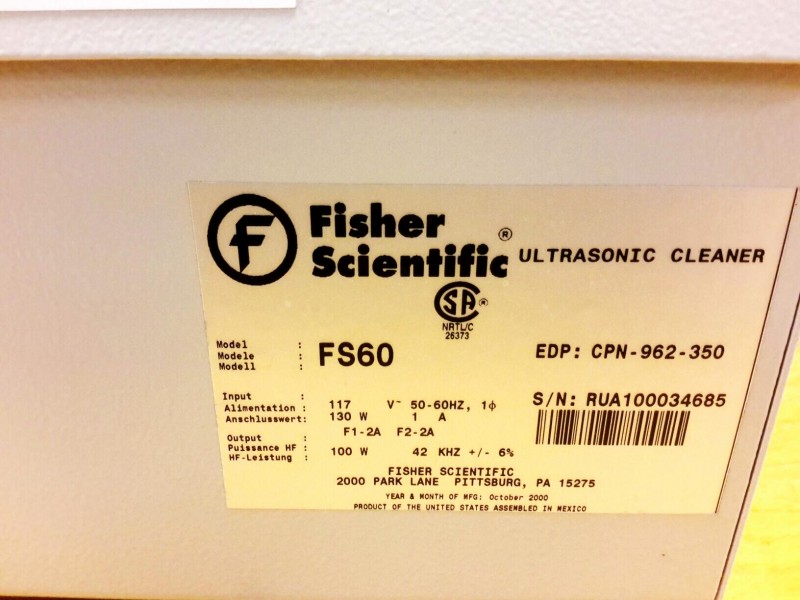 F Fisher Scientific ® ULTRASONIC CLEANER
SA ®
NRTL/C
26373
Model :
Modele : FS60 EDP: CPN-962-350
Modell :
Input :
Alimentation : 117 V~ 50-60HZ, 1ϕ S/N: RUA100034685
Anschlusswert: 130 W 1 A
F1-2A F2-2A
Output :
Puissance HF : 100 W 42 KHZ +/- 6%
HF-Leistung :
FISHER SCIENTIFIC
2000 PARK LANE PITTSBURG, PA 15275
YEAR & MONTH OF MFG: October 2000
PRODUCT OF THE UNITED STATES ASSEMBLED IN MEXICO